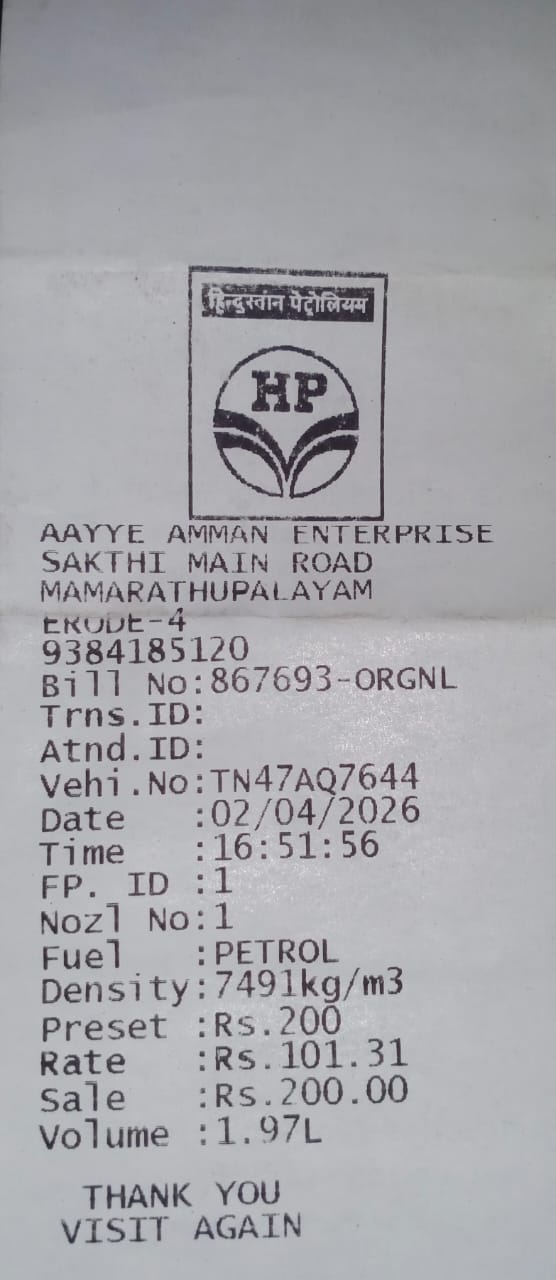 हिन्दुस्तान पेट्रोलियम
HP
AAYYE AMMAN ENTERPRISE
SAKTHI MAIN ROAD
MAMARATHUPALAYAM
ERODE-4
9384185120
Bill No:867693-ORGNL
Trns.ID:
Atnd.ID:
Vehi.No:TN47AQ7644
Date :02/04/2026
Time :16:51:56
FP. ID :1
Nozl No:1
Fuel :PETROL
Density:7491kg/m3
Preset :Rs.200
Rate :Rs.101.31
Sale :Rs.200.00
Volume :1.97L
THANK YOU
VISIT AGAIN